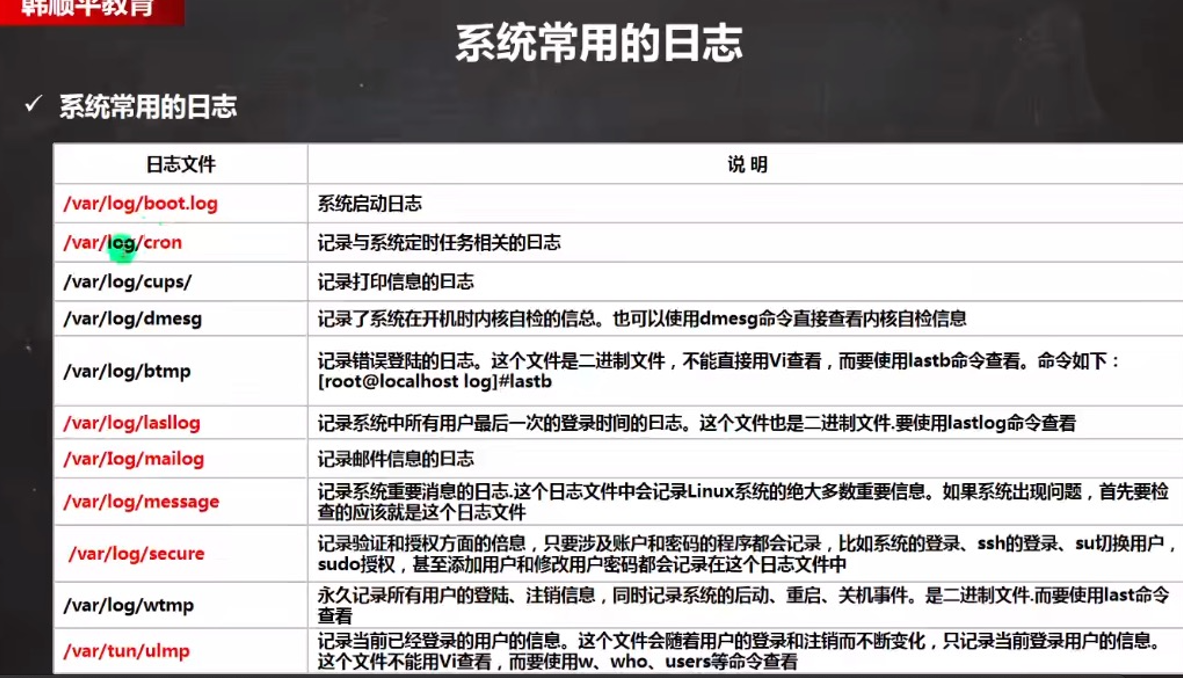 韩顺平教育
系统常用的日志
✓ 系统常用的日志
日志文件 说 明
/var/log/boot.log 系统启动日志
/var/log/cron 记录与系统定时任务相关的曰志
/var/log/cups/ 记录打印信息的日志
/var/log/dmesg 记录了系统在开机时内核自检的信总。也可以使用dmesg命令直接查看内核自检信息
/var/log/btmp 记录错误登陆的日志。这个文件是二进制文件，不能直接用Vi查看，而要使用lastb命令查看。命令如下：
[root@localhost log]#lastb
/var/log/lasllog 记录系统中所有用户最后一次的登录时间的曰志。这个文件也是二进制文件.要使用lastlog命令查看
/var/Iog/mailog 记录邮件信息的曰志
/var/log/message 记录系统重要消息的日志.这个日志文件中会记录Linux系统的绝大多数重要信息。如果系统出现问题，首先要检
查的应该就是这个日志文件
/var/log/secure 记录验证和授权方面的信息，只要涉及账户和密码的程序都会记录，比如系统的登录、ssh的登录、su切换用户，
sudo授权，甚至添加用户和修改用户密码都会记录在这个日志文件中
/var/log/wtmp 永久记录所有用户的登陆、注销信息，同时记录系统的后动、重启、关机事件。是二进制文件.而要使用last命令
查看
/var/tun/ulmp 记录当前已经登录的用户的信息。这个文件会随着用户的登录和注销而不断变化，只记录当前登录用户的信息。
这个文件不能用Vi查看，而要使用w、who、users等命令查看